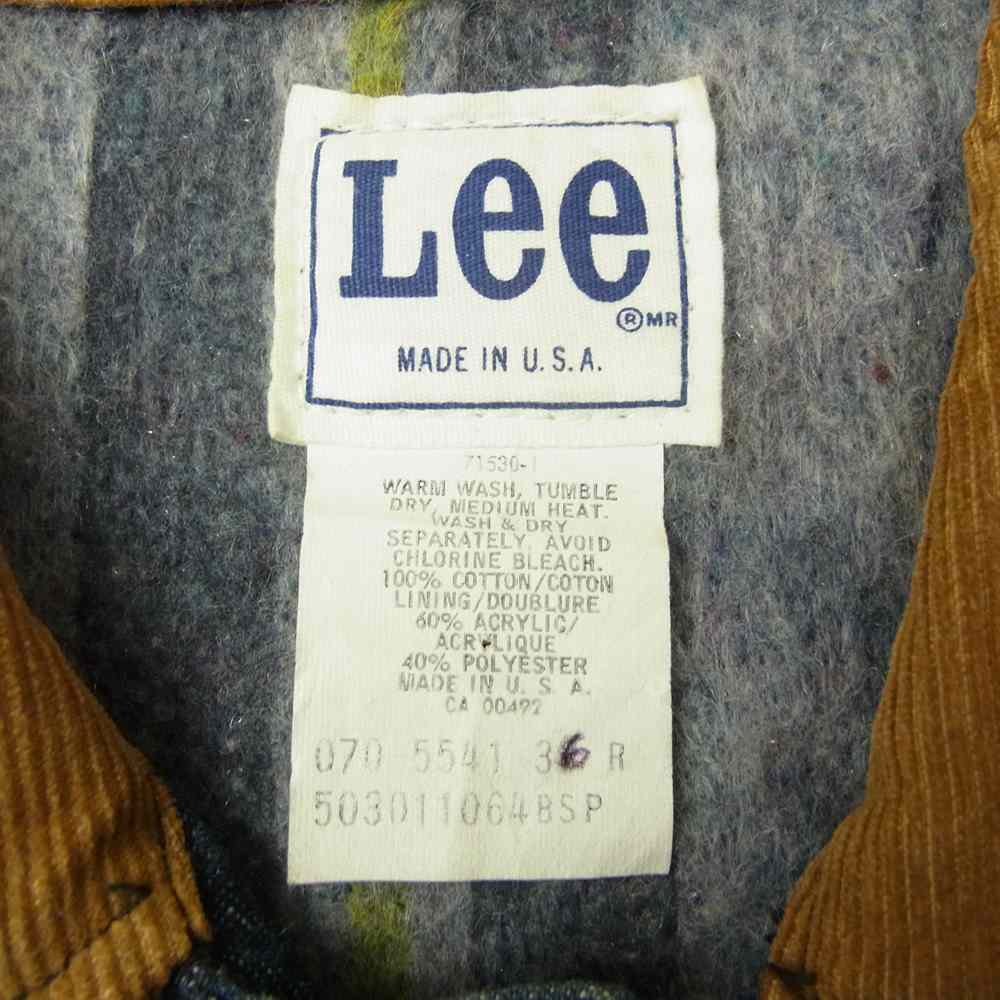 Lee
® MR
MADE IN U.S.A.
71530-1
WARM WASH, TUMBLE
DRY, MEDIUM HEAT.
WASH & DRY
SEPARATELY, AVOID
CHLORINE BLEACH.
100% COTTON/COTON
LINING/DOUBLURE
60% ACRYLIC/
ACRYLIQUE
40% POLYESTER
MADE IN U. S. A.
CA 00492
070 5541 36 R
503011064BSP